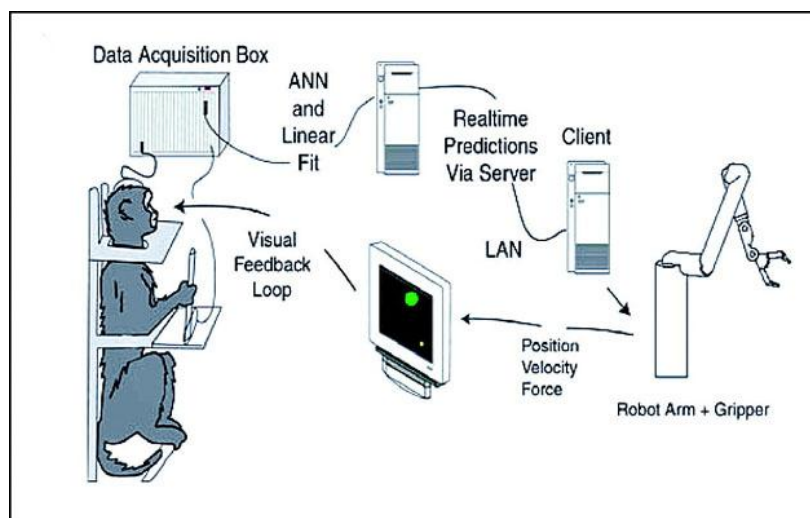 Data Acquisition Box
ANN
and
Linear
Fit
Realtime
Predictions
Via Server
Client
LAN
Visual
Feedback
Loop
Position
Velocity
Force
Robot Arm + Gripper